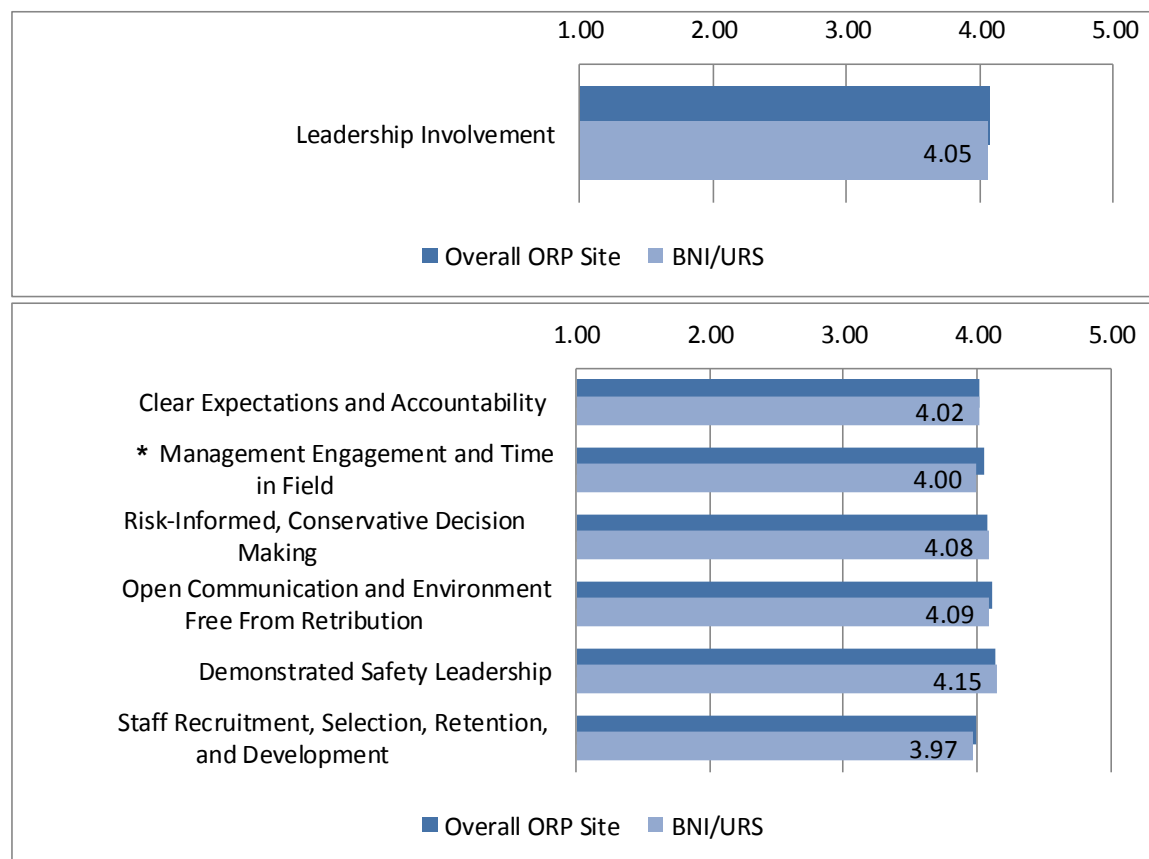 1.00 2.00 3.00 4.00 5.00
Leadership Involvement
4.05
Overall ORP Site BNI/URS
1.00 2.00 3.00 4.00 5.00
Clear Expectations and Accountability
4.02
* Management Engagement and Time
in Field
4.00
Risk-Informed, Conservative Decision
Making
4.08
Open Communication and Environment
Free From Retribution
4.09
Demonstrated Safety Leadership
4.15
Staff Recruitment, Selection, Retention,
and Development
3.97
Overall ORP Site BNI/URS